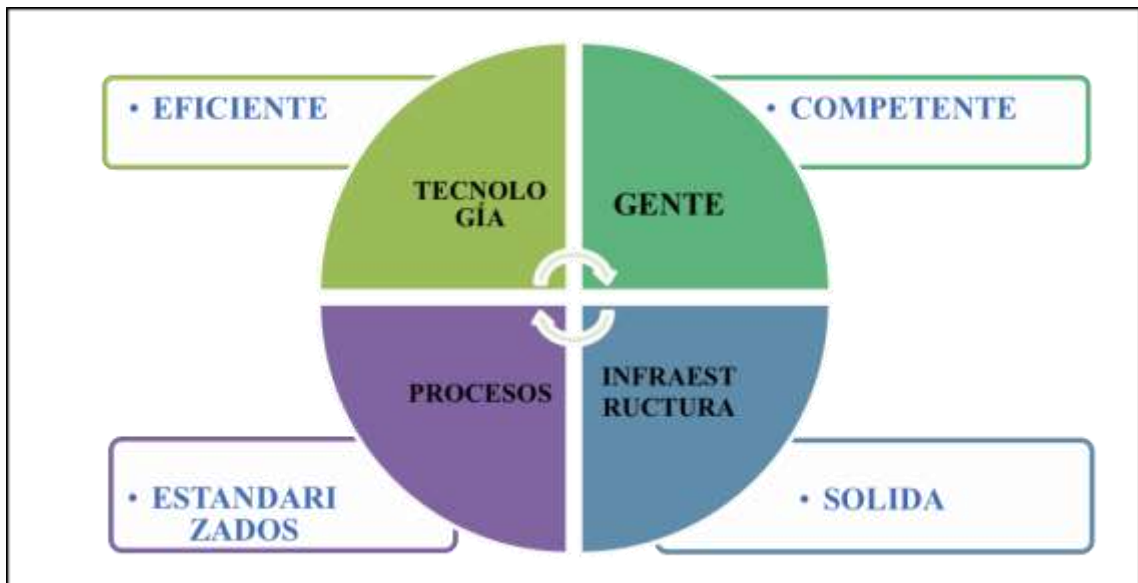 • EFICIENTE
• COMPETENTE
TECNOLO
GÍA
GENTE
PROCESOS
INFRAEST
RUCTURA
• ESTANDARI
ZADOS
• SOLIDA